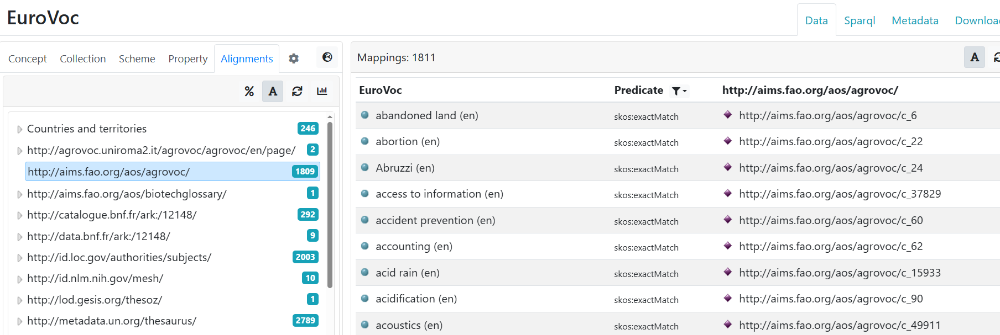 EuroVoc
Data Sparql Metadata Downloa
Concept Collection Scheme Property Alignments
Mappings: 1811
A
% A
EuroVoc Predicate http://aims.fao.org/aos/agrovoc/
Countries and territories 246
http://agrovoc.uniroma2.it/agrovoc/agrovoc/en/page/ 2
http://aims.fao.org/aos/agrovoc/ 1809
http://aims.fao.org/aos/biotechglossary/ 1
http://catalogue.bnf.fr/ark:/12148/ 292
http://data.bnf.fr/ark:/12148/ 9
http://id.loc.gov/authorities/subjects/ 2003
http://id.nlm.nih.gov/mesh/ 10
http://lod.gesis.org/thesoz/ 1
http://metadata.un.org/thesaurus/ 2789
abandoned land (en) skos:exactMatch http://aims.fao.org/aos/agrovoc/c_6
abortion (en) skos:exactMatch http://aims.fao.org/aos/agrovoc/c_22
Abruzzi (en) skos:exactMatch http://aims.fao.org/aos/agrovoc/c_24
access to information (en) skos:exactMatch http://aims.fao.org/aos/agrovoc/c_37829
accident prevention (en) skos:exactMatch http://aims.fao.org/aos/agrovoc/c_60
accounting (en) skos:exactMatch http://aims.fao.org/aos/agrovoc/c_62
acid rain (en) skos:exactMatch http://aims.fao.org/aos/agrovoc/c_15933
acidification (en) skos:exactMatch http://aims.fao.org/aos/agrovoc/c_90
acoustics (en) skos:exactMatch http://aims.fao.org/aos/agrovoc/c_49911